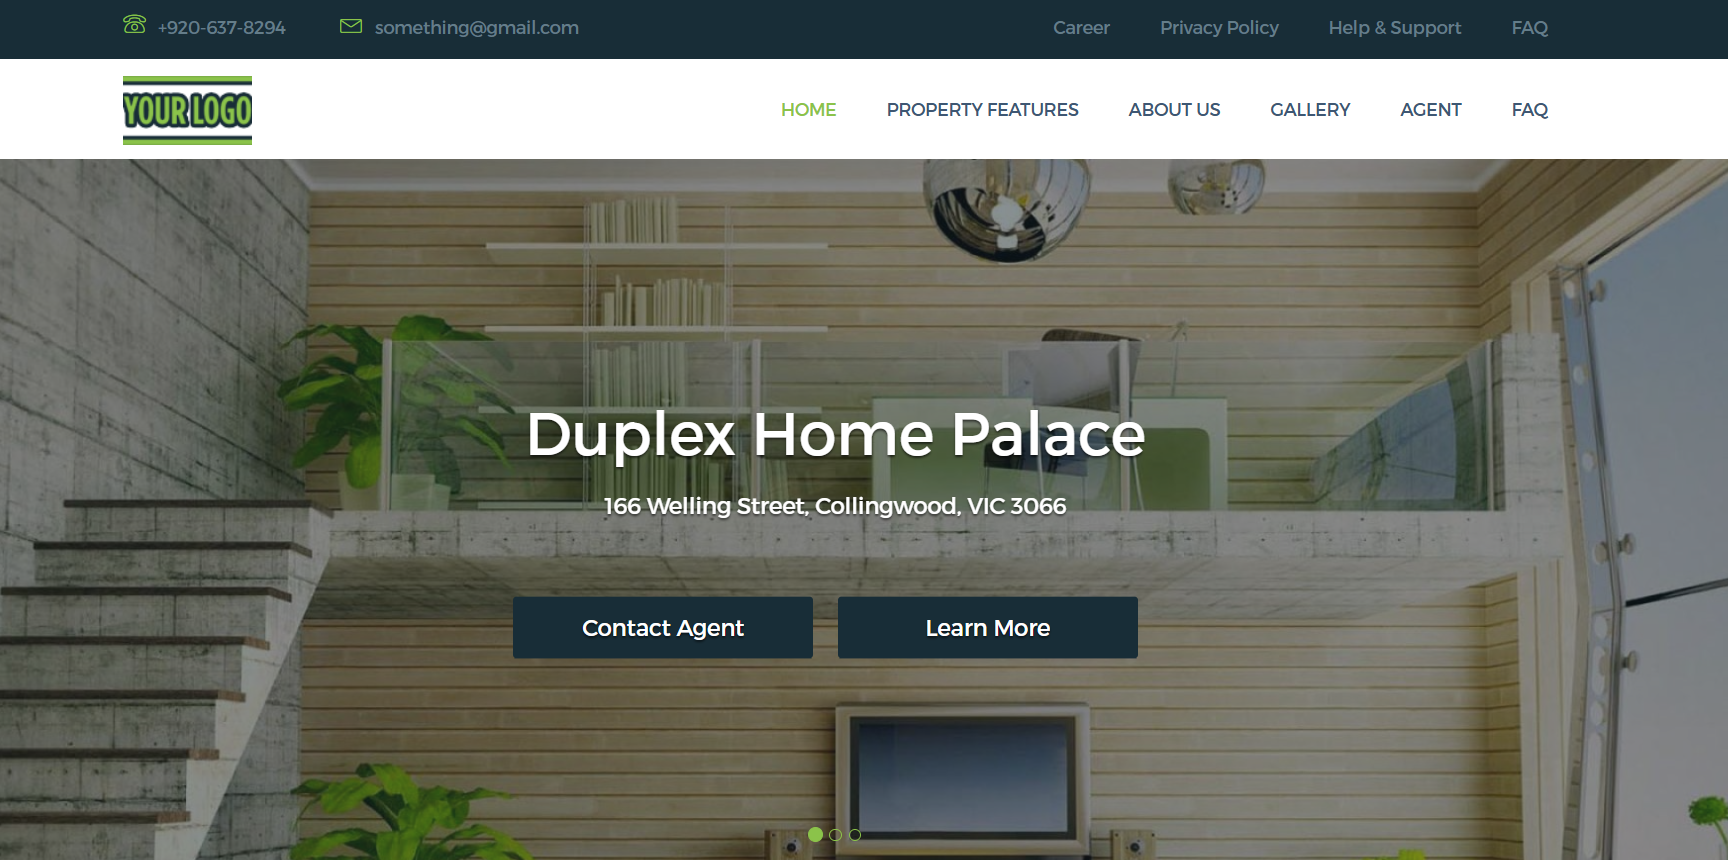 +920-637-8294 something@gmail.com Career Privacy Policy Help & Support FAQ
YOUR LOGO HOME PROPERTY FEATURES ABOUT US GALLERY AGENT FAQ
Duplex Home Palace
166 Welling Street, Collingwood, VIC 3066
Contact Agent Learn More